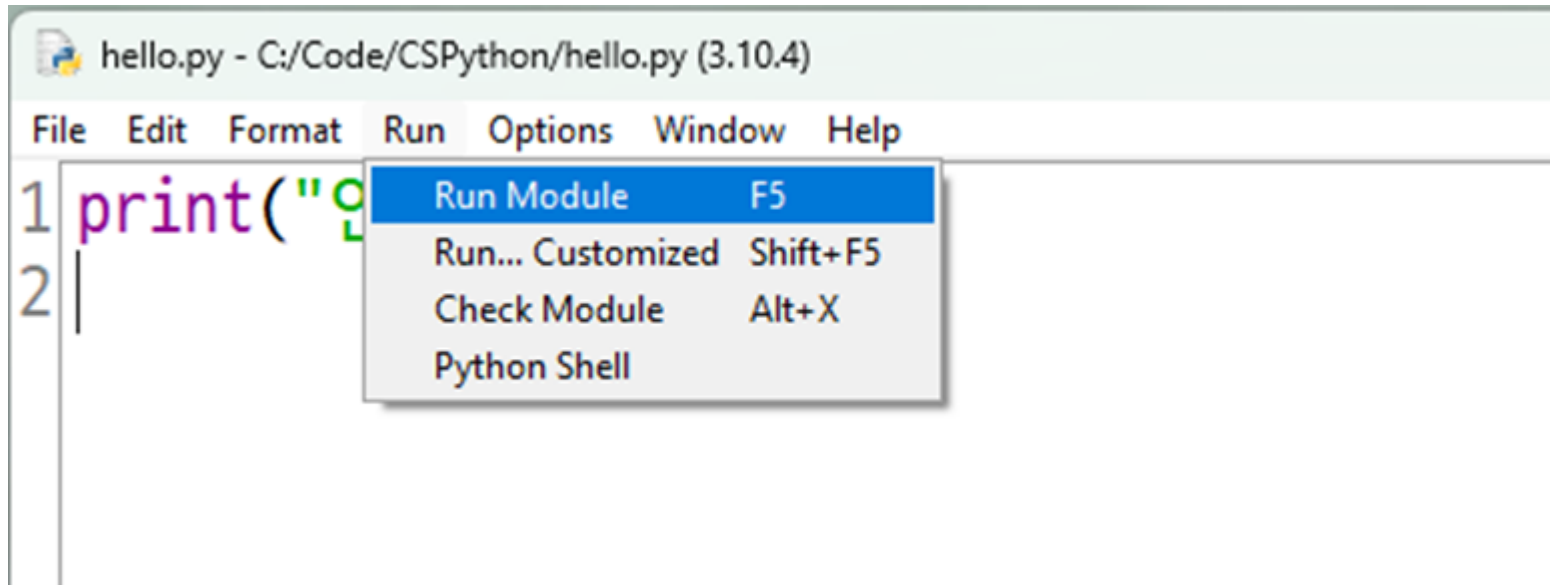 hello.py - C:/Code/CSPython/hello.py (3.10.4)
File Edit Format Run Options Window Help
1 print("
2
Run Module F5
Run... Customized Shift+F5
Check Module Alt+X
Python Shell